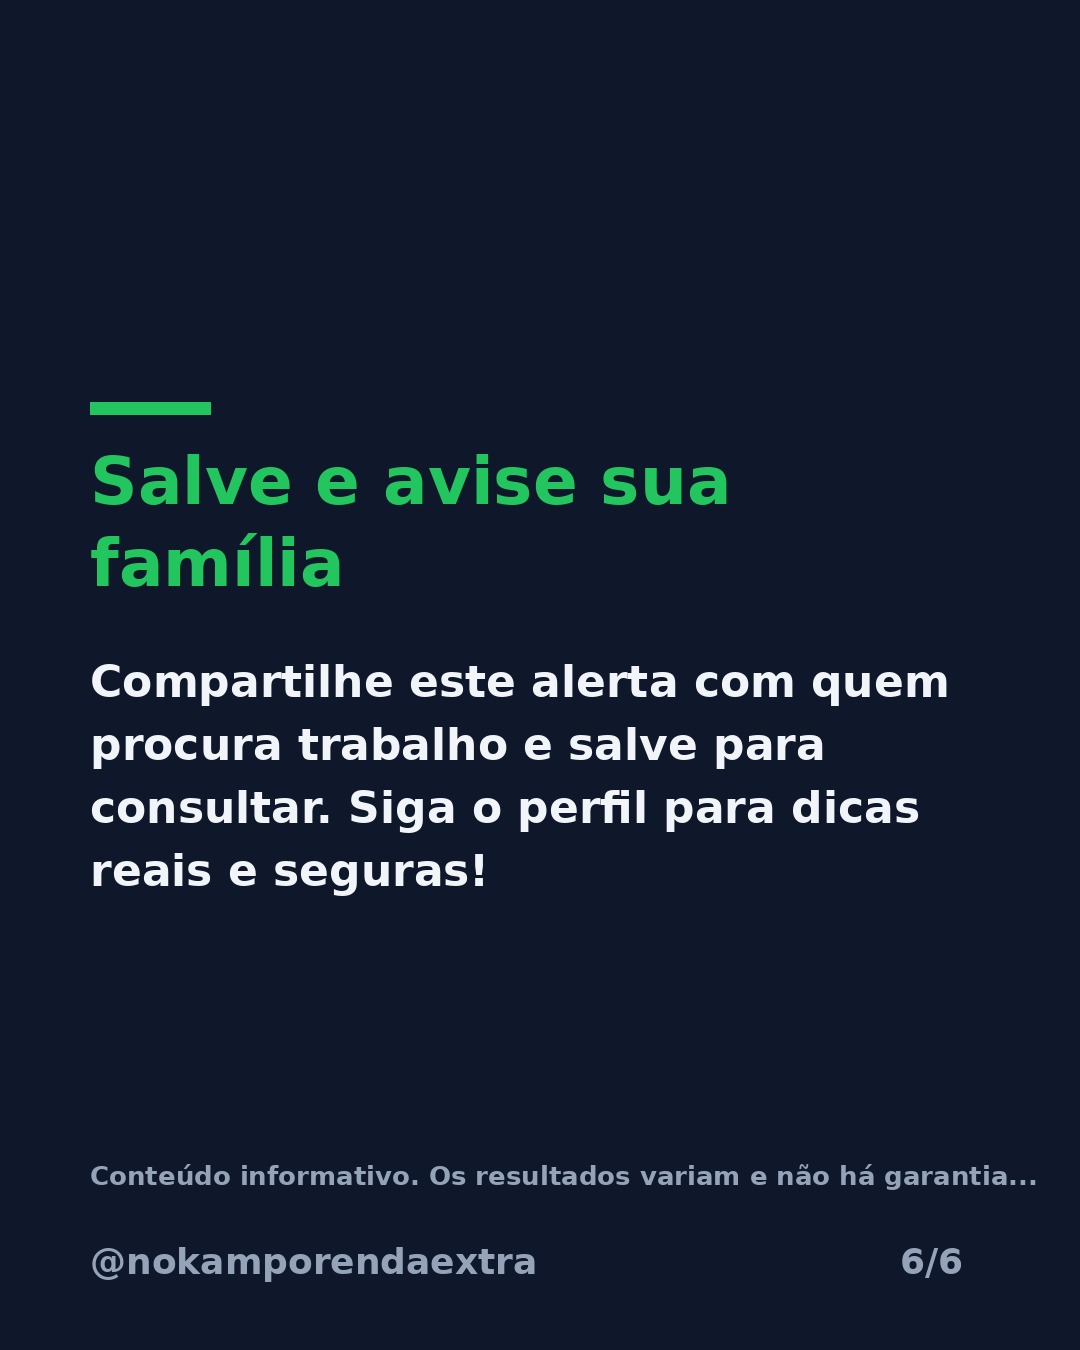 Salve e avise sua
família
Compartilhe este alerta com quem
procura trabalho e salve para
consultar. Siga o perfil para dicas
reais e seguras!
Conteúdo informativo. Os resultados variam e não há garantia...
@nokamporendaextra
6/6